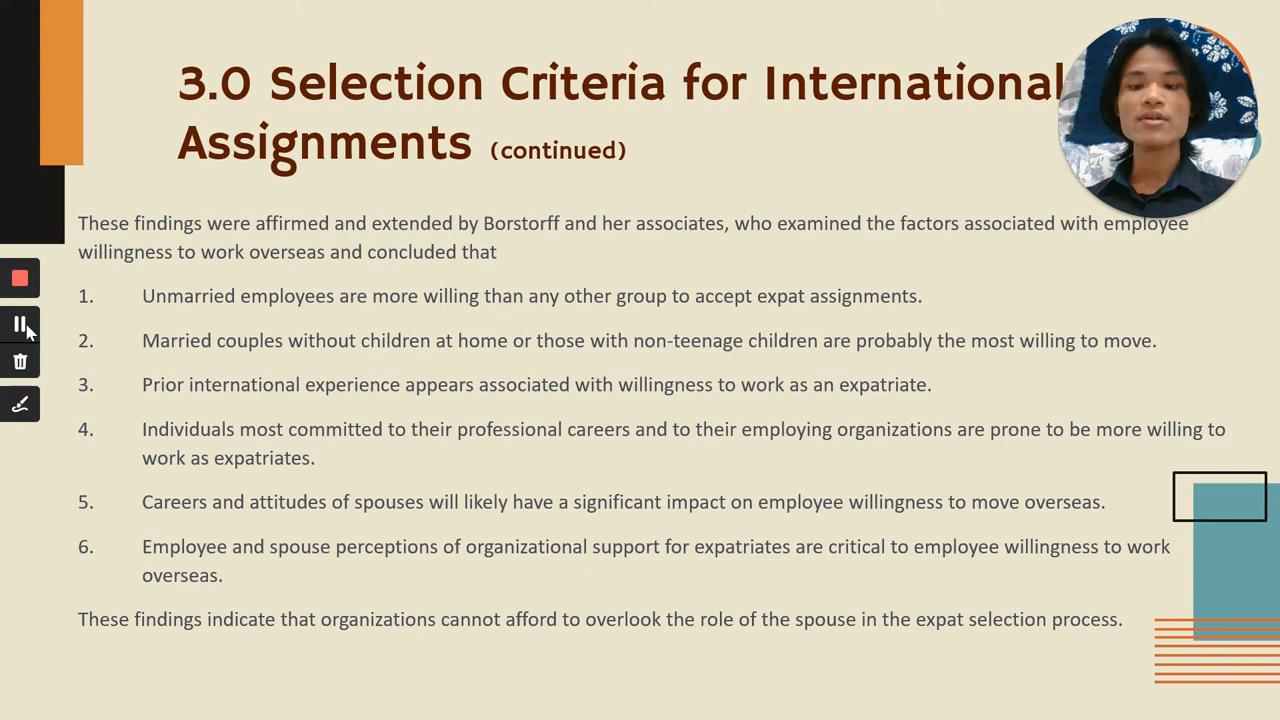 3.0 Selection Criteria for International
Assignments (continued)
These findings were affirmed and extended by Borstorff and her associates, who examined the factors associated with employee
willingness to work overseas and concluded that
1. Unmarried employees are more willing than any other group to accept expat assignments.
2. Married couples without children at home or those with non-teenage children are probably the most willing to move.
3. Prior international experience appears associated with willingness to work as an expatriate.
4. Individuals most committed to their professional careers and to their employing organizations are prone to be more willing to
work as expatriates.
5. Careers and attitudes of spouses will likely have a significant impact on employee willingness to move overseas.
6. Employee and spouse perceptions of organizational support for expatriates are critical to employee willingness to work
overseas.
These findings indicate that organizations cannot afford to overlook the role of the spouse in the expat selection process.